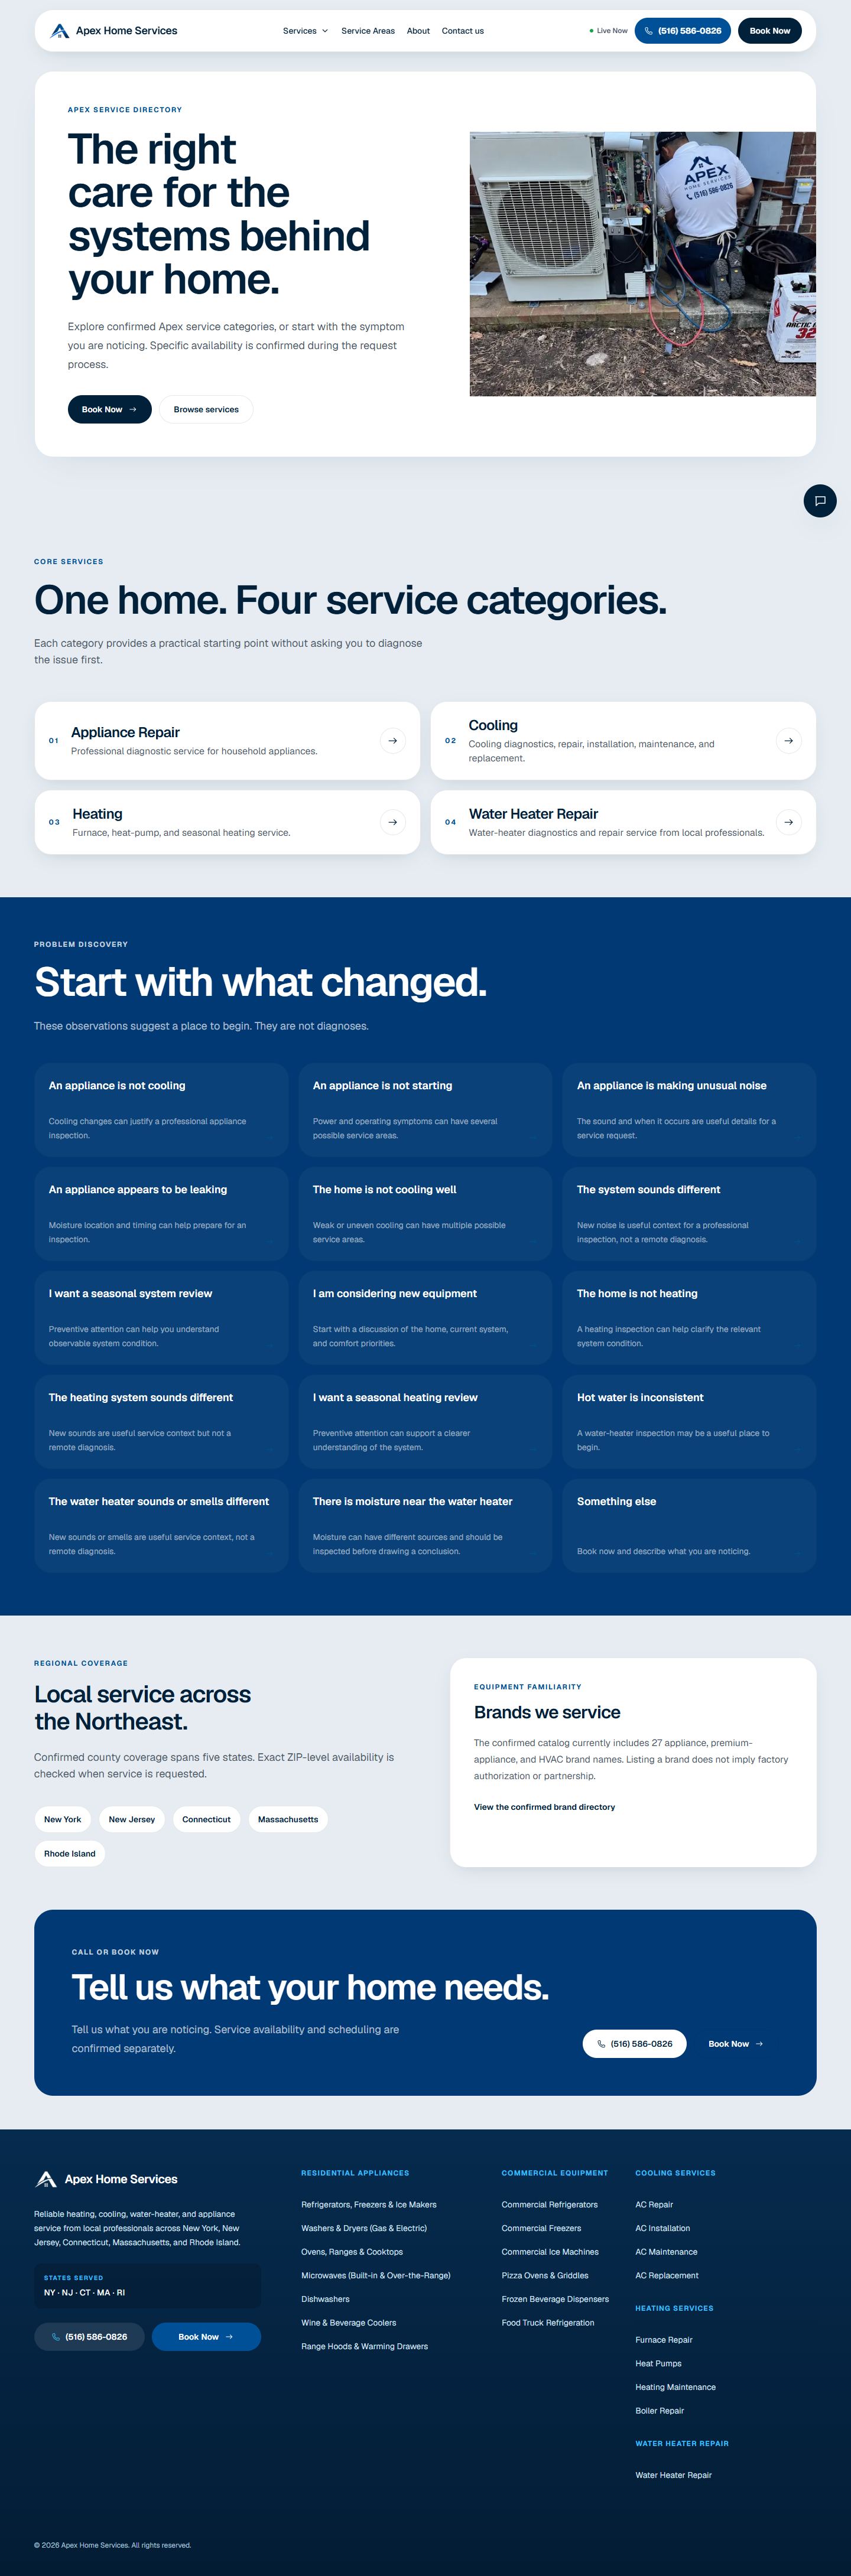 Apex Home Services
Services
Service Areas
About
Contact us
Live Now
(516) 586-0826
Book Now
APEX SERVICE DIRECTORY
The right
care for the
systems behind
your home.
Explore confirmed Apex service categories, or start with the symptom
you are noticing. Specific availability is confirmed during the request
process.
Book Now
Browse services
APEX
HOME SERVICES
(516) 586-0826
CORE SERVICES
One home. Four service categories.
Each category provides a practical starting point without asking you to diagnose
the issue first.
01
Appliance Repair
Professional diagnostic service for household appliances.
02
Cooling
Cooling diagnostics, repair, installation, maintenance, and
replacement.
03
Heating
Furnace, heat-pump, and seasonal heating service.
04
Water Heater Repair
Water-heater diagnostics and repair service from local professionals.
PROBLEM DISCOVERY
Start with what changed.
These observations suggest a place to begin. They are not diagnoses.
An appliance is not cooling
Cooling changes can justify a professional appliance
inspection.
An appliance is not starting
Power and operating symptoms can have several
possible service areas.
An appliance is making unusual noise
The sound and when it occurs are useful details for a
service request.
An appliance appears to be leaking
Moisture location and timing can help prepare for an
inspection.
The home is not cooling well
Weak or uneven cooling can have multiple possible
service areas.
The system sounds different
New noise is useful context for a professional
inspection, not a remote diagnosis.
I want a seasonal system review
Preventive attention can help you understand
observable system condition.
I am considering new equipment
Start with a discussion of the home, current system,
and comfort priorities.
The home is not heating
A heating inspection can help clarify the relevant
system condition.
The heating system sounds different
New sounds are useful service context but not a
remote diagnosis.
I want a seasonal heating review
Preventive attention can support a clearer
understanding of the system.
Hot water is inconsistent
A water-heater inspection may be a useful place to
begin.
The water heater sounds or smells different
New sounds or smells are useful service context, not a
remote diagnosis.
There is moisture near the water heater
Moisture can have different sources and should be
inspected before drawing a conclusion.
Something else
Book now and describe what you are noticing.
REGIONAL COVERAGE
Local service across
the Northeast.
Confirmed county coverage spans five states. Exact ZIP-level availability is
checked when service is requested.
New York
New Jersey
Connecticut
Massachusetts
Rhode Island
EQUIPMENT FAMILIARITY
Brands we service
The confirmed catalog currently includes 27 appliance, premium-
appliance, and HVAC brand names. Listing a brand does not imply factory
authorization or partnership.
View the confirmed brand directory
CALL OR BOOK NOW
Tell us what your home needs.
Tell us what you are noticing. Service availability and scheduling are
confirmed separately.
(516) 586-0826
Book Now
Apex Home Services
Reliable heating, cooling, water-heater, and appliance
service from local professionals across New York, New
Jersey, Connecticut, Massachusetts, and Rhode Island.
STATES SERVED
NY · NJ · CT · MA · RI
(516) 586-0826
Book Now
RESIDENTIAL APPLIANCES
Refrigerators, Freezers & Ice Makers
Washers & Dryers (Gas & Electric)
Ovens, Ranges & Cooktops
Microwaves (Built-in & Over-the-Range)
Dishwashers
Wine & Beverage Coolers
Range Hoods & Warming Drawers
COMMERCIAL EQUIPMENT
Commercial Refrigerators
Commercial Freezers
Commercial Ice Machines
Pizza Ovens & Griddles
Frozen Beverage Dispensers
Food Truck Refrigeration
COOLING SERVICES
AC Repair
AC Installation
AC Maintenance
AC Replacement
HEATING SERVICES
Furnace Repair
Heat Pumps
Heating Maintenance
Boiler Repair
WATER HEATER REPAIR
Water Heater Repair
© 2026 Apex Home Services. All rights reserved.